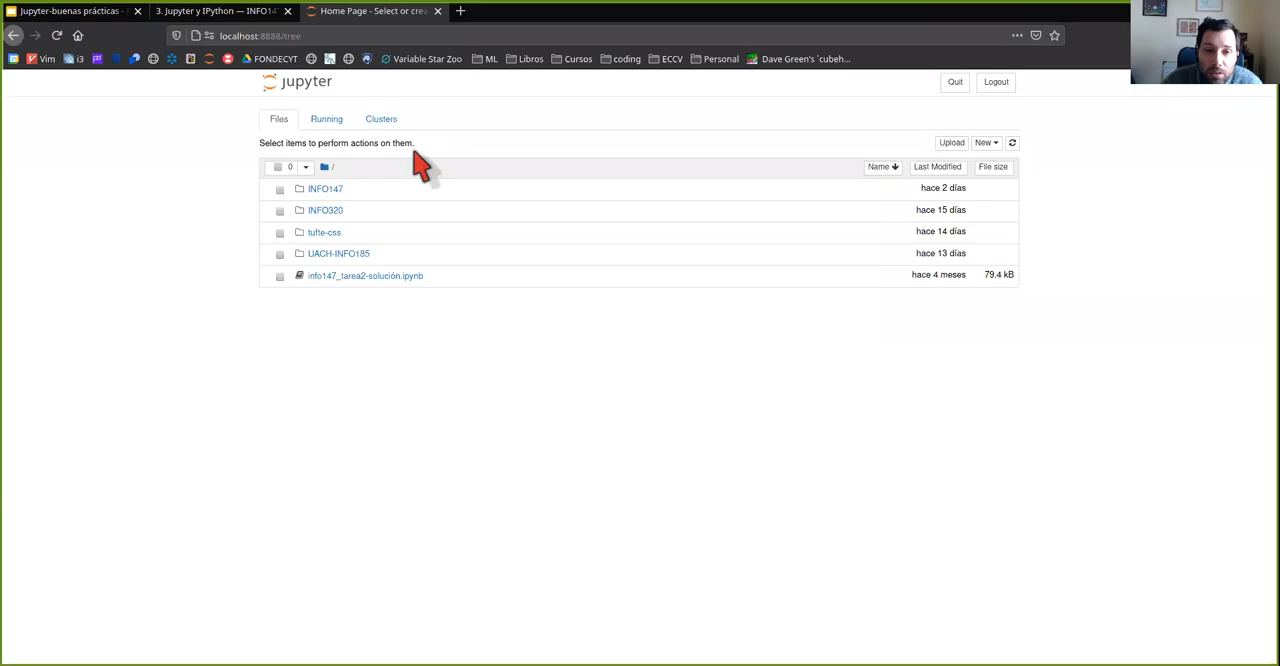 Jupyter-buenas prácticas -
3. Jupyter y IPython — INFO14
Home Page - Select or crea
localhost:8888/tree
Vim
i3
FONDECYT
Variable Star Zoo
ML
Libros
Cursos
coding
ECCV
Personal
Dave Green's `cubeh...
jupyter
Quit
Logout
Files
Running
Clusters
Select items to perform actions on them.
Upload
New
0
/
Name
Last Modified
File size
INFO147
hace 2 días
INFO320
hace 15 días
tufte-css
hace 14 días
UACH-INFO185
hace 13 días
info147_tarea2-solución.ipynb
hace 4 meses
79.4 kB